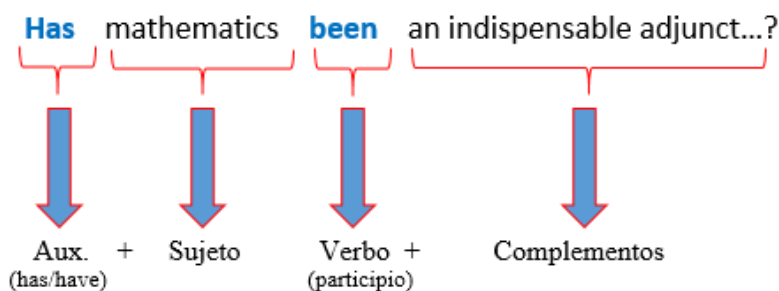 Has mathematics been an indispensable adjunct...?
Aux. + Sujeto Verbo + Complementos
(has/have) (participio)